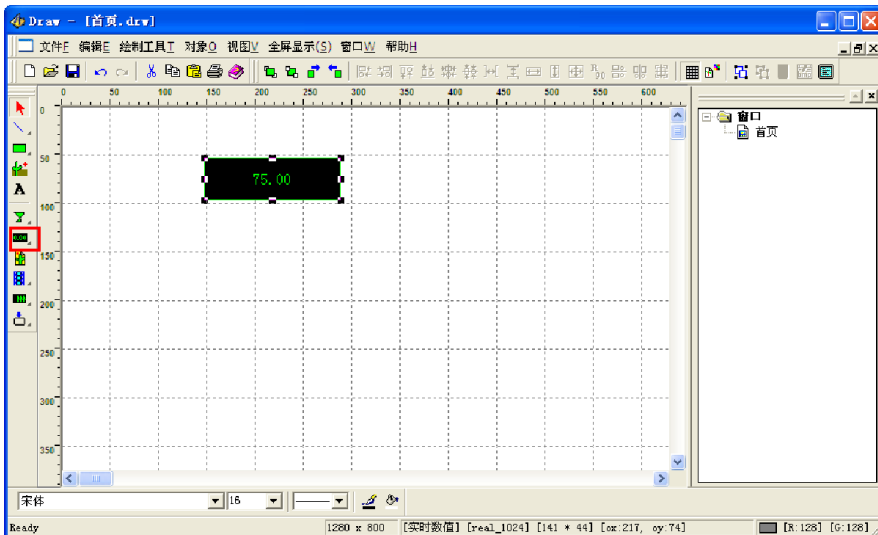 Draw - [首页.drw]
文件F 编辑E 绘制工具T 对象O 视图V 全屏显示(S) 窗口W 帮助H
0 50 100 150 200 250 300 350 400 450 500 550 600
0
50
100
150
200
250
300
350
75.00
窗口
首页
A
宋体 16
Ready 1280 x 800 [实时数值] [real_1024] [141 * 44] [ox:217, oy:74] [R:128] [G:128]